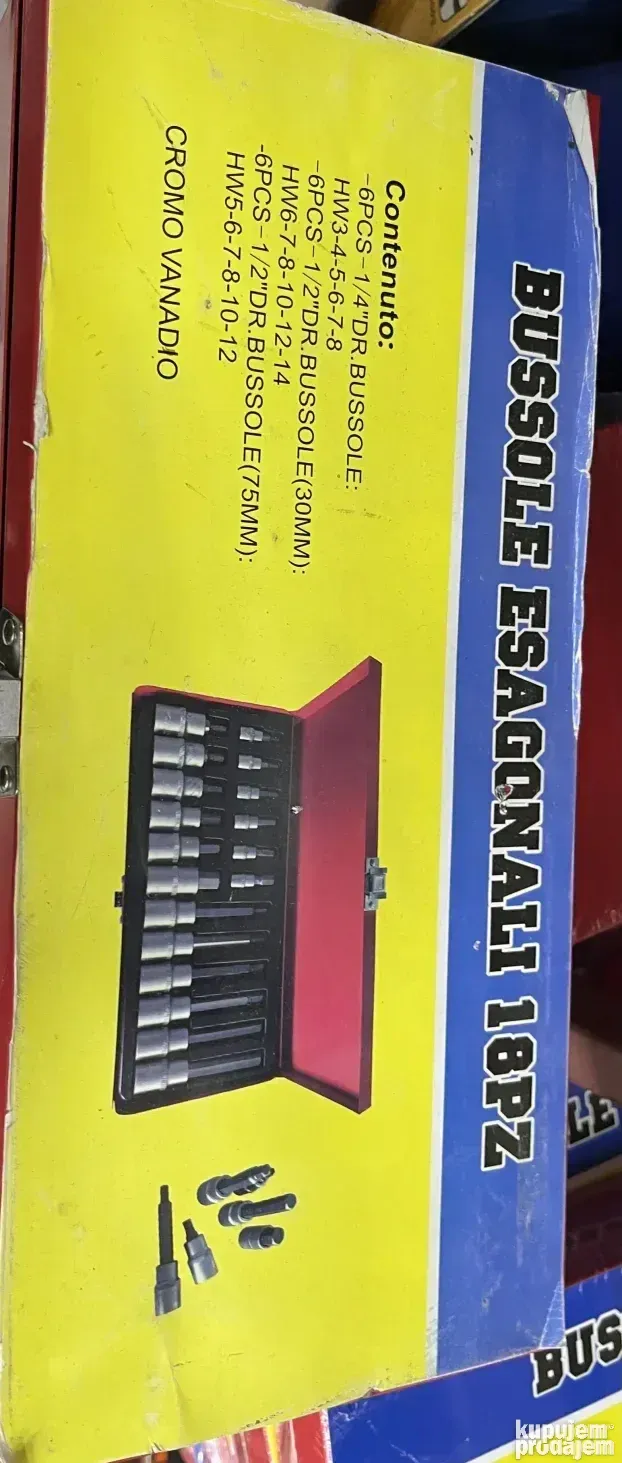 BUSSOLE ESAGONALI 18PZ
Contenuto:
-6PCS-1/4"DR.BUSSOLE:
HW3-4-5-6-7-8
-6PCS-1/2"DR.BUSSOLE(30MM):
HW6-7-8-10-12-14
-6PCS-1/2"DR.BUSSOLE(75MM):
HW5-6-7-8-10-12
CROMO VANADIO
LE
BUS
kupujem
prodajem